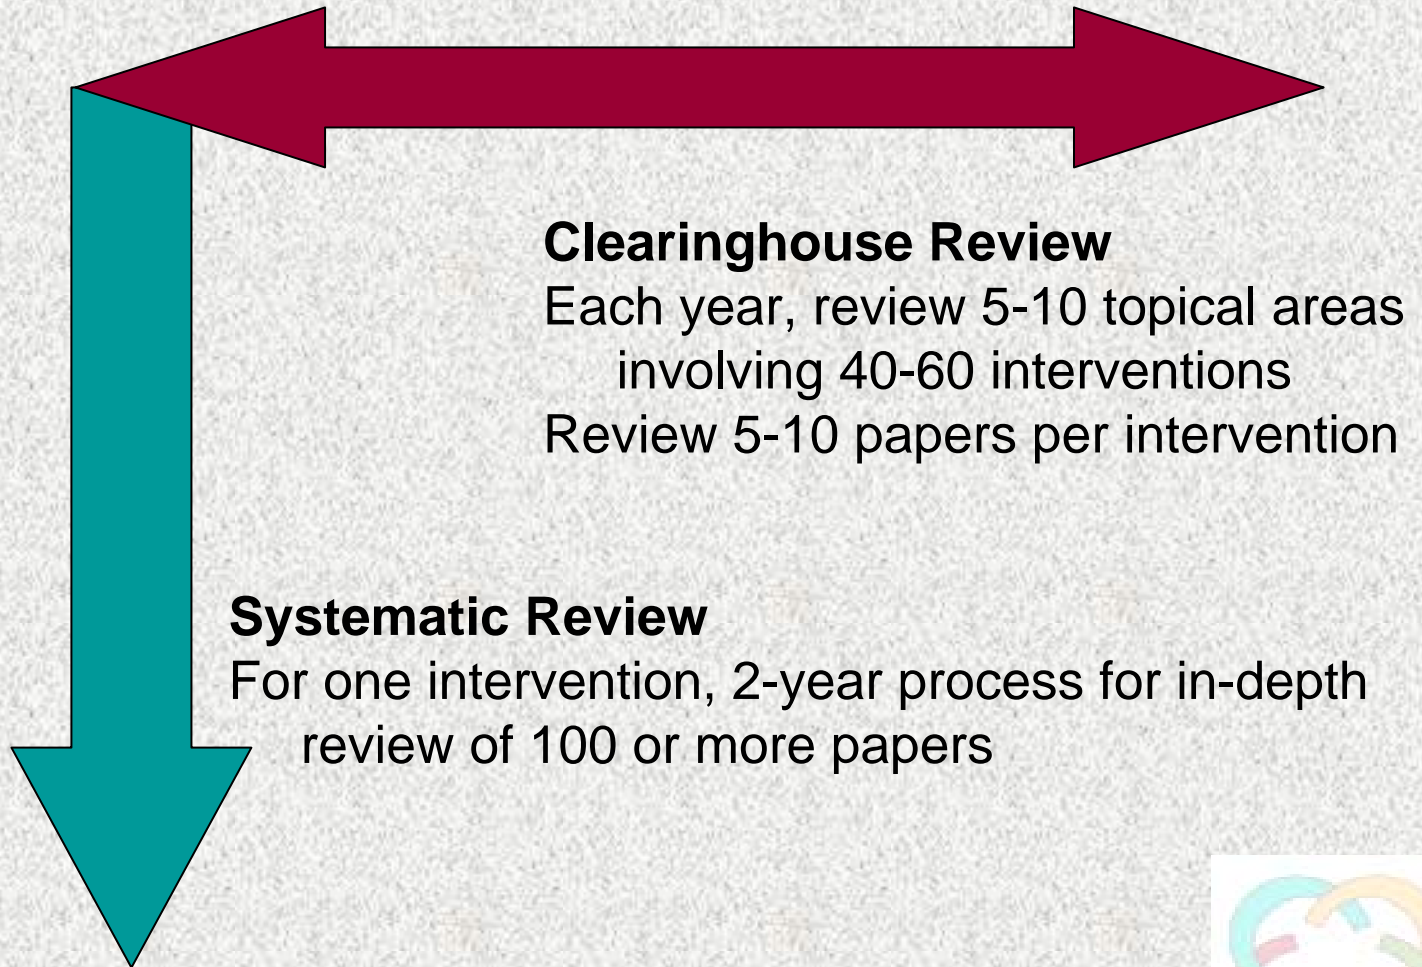 Clearinghouse Review
Each year, review 5-10 topical areas
involving 40-60 interventions
Review 5-10 papers per intervention
Systematic Review
For one intervention, 2-year process for in-depth
review of 100 or more papers